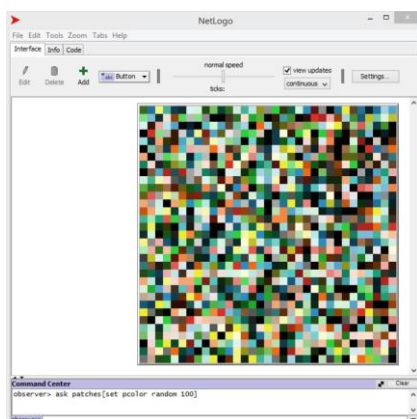 NetLogo
File Edit Tools Zoom Tabs Help
Interface Info Code
normal speed
Edit Delete Add
abc Button
view updates
continuous
Settings...
ticks:
Command Center
Clear
observer> ask patches[set pcolor random 100]